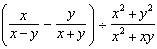 (x/(x − y) − y/(x + y)) ÷ (x² + y²)/(x² + xy)